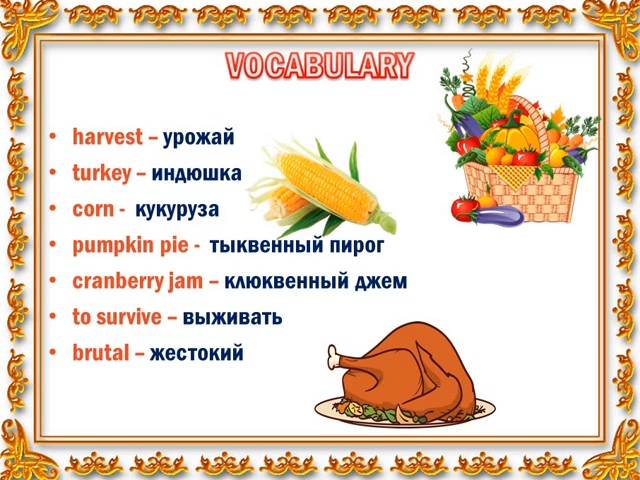 VOCABULARY
• harvest – урожай
• turkey – индюшка
• corn - кукуруза
• pumpkin pie - тыквенный пирог
• cranberry jam – клюквенный джем
• to survive – выживать
• brutal – жестокий